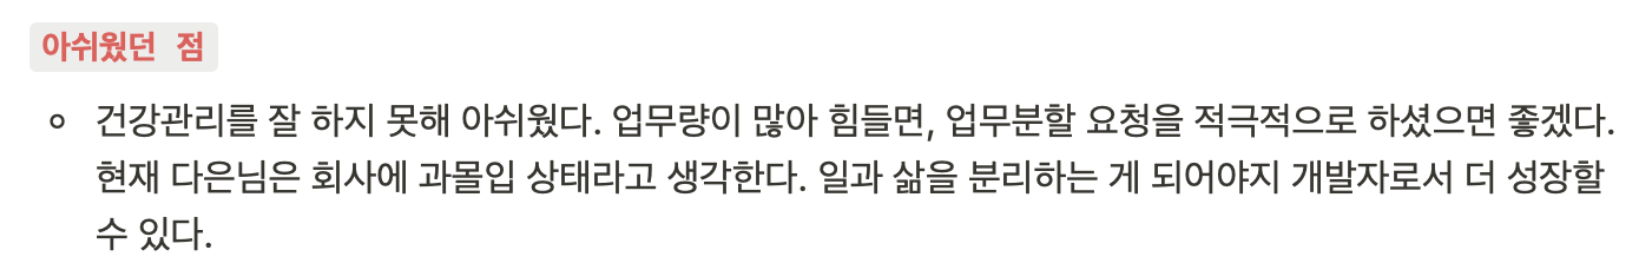 아쉬웠던 점
건강관리를 잘 하지 못해 아쉬웠다. 업무량이 많아 힘들면, 업무분할 요청을 적극적으로 하셨으면 좋겠다.
현재 다은님은 회사에 과몰입 상태라고 생각한다. 일과 삶을 분리하는 게 되어야지 개발자로서 더 성장할
수 있다.